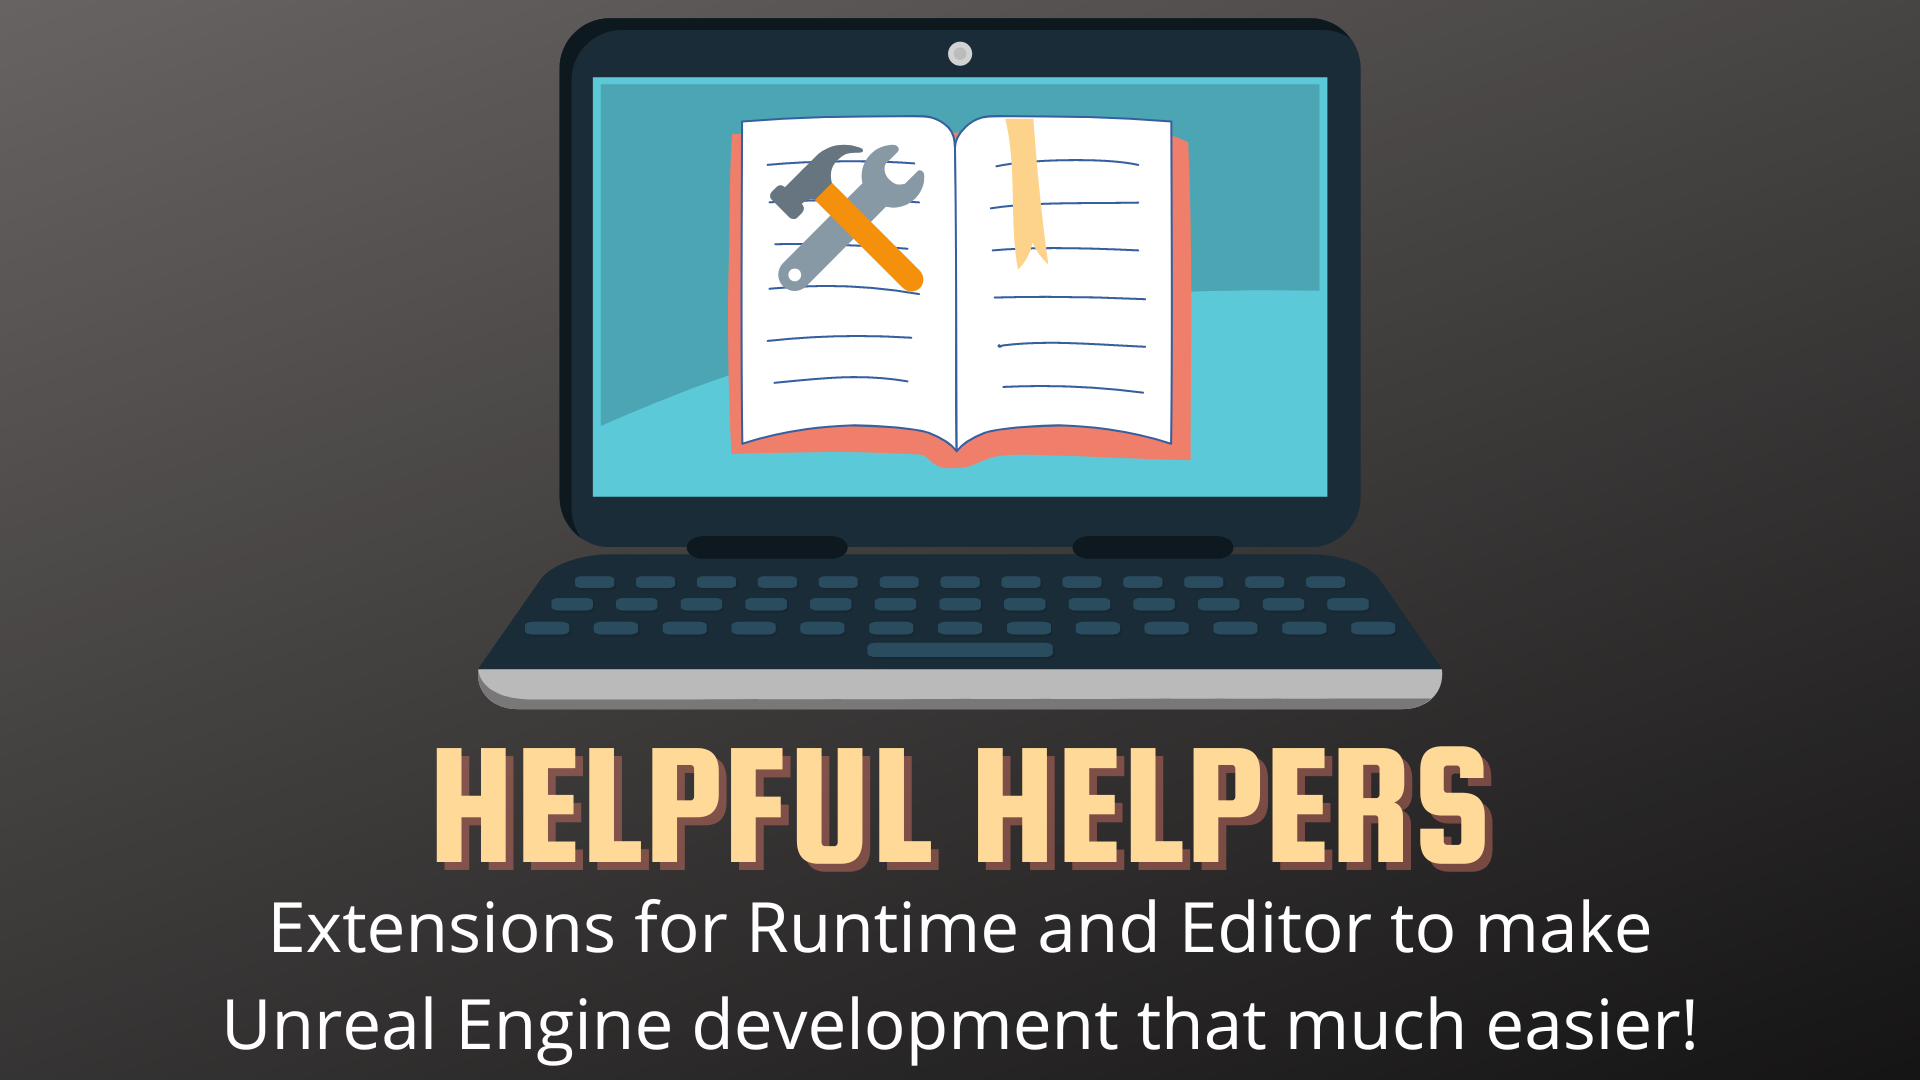 HELPFUL HELPERS
Extensions for Runtime and Editor to make
Unreal Engine development that much easier!